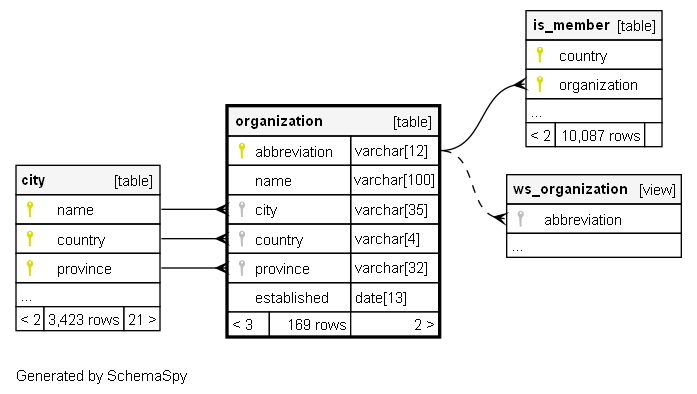 is_member [table]
country
organization
...
< 2 10,087 rows
organization [table]
abbreviation varchar[12]
name varchar[100]
city varchar[35]
country varchar[4]
province varchar[32]
established date[13]
< 3 169 rows 2 >
city [table]
name
country
province
...
< 2 3,423 rows 21 >
ws_organization [view]
abbreviation
...
Generated by SchemaSpy